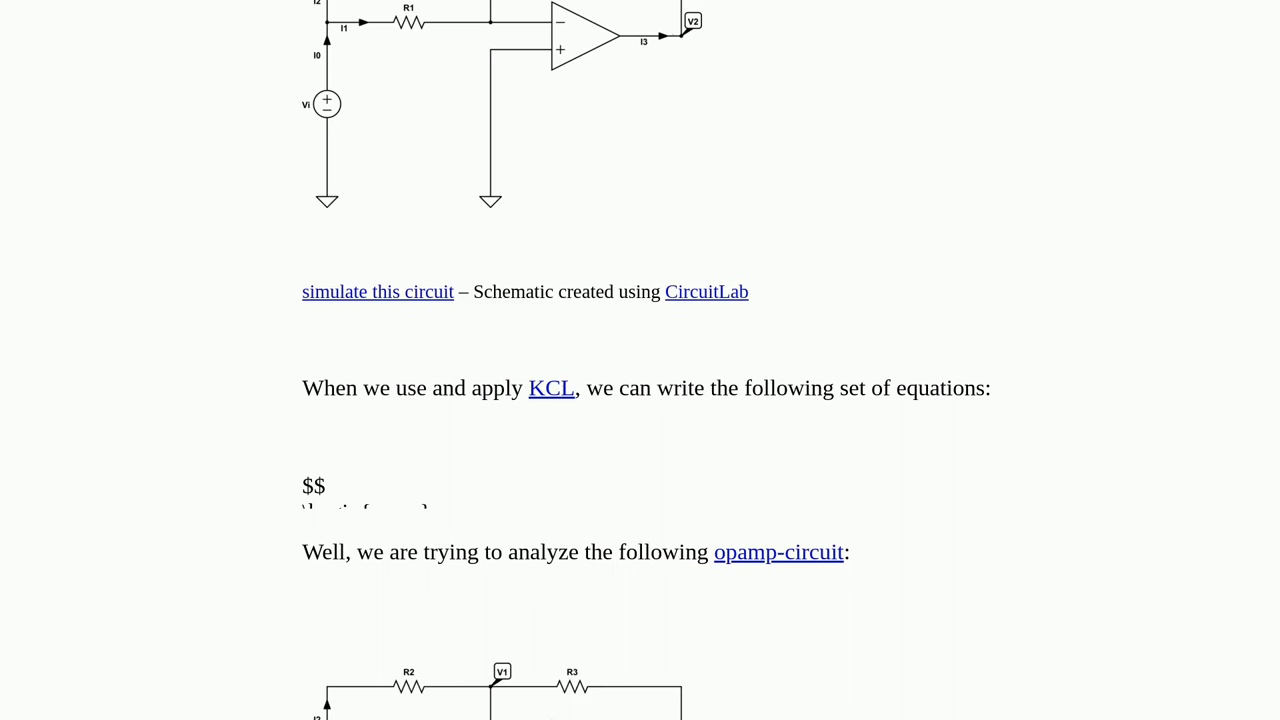 R1
I1
V2
I3
I0
Vi
simulate this circuit – Schematic created using CircuitLab
When we use and apply KCL, we can write the following set of equations:
$$
Well, we are trying to analyze the following opamp-circuit:
R2
V1
R3